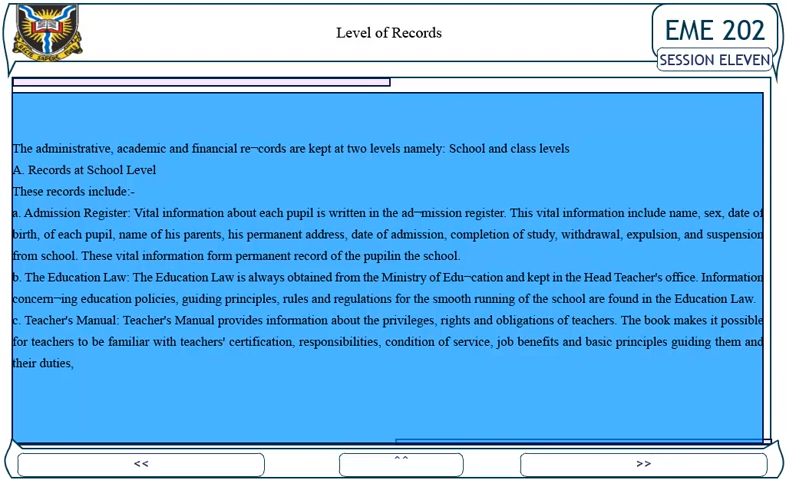 Level of Records
EME 202
SESSION ELEVEN
The administrative, academic and financial re¬cords are kept at two levels namely: School and class levels
A. Records at School Level
These records include:-
a. Admission Register: Vital information about each pupil is written in the ad¬mission register. This vital information include name, sex, date of
birth, of each pupil, name of his parents, his permanent address, date of admission, completion of study, withdrawal, expulsion, and suspension
from school. These vital information form permanent record of the pupilin the school.
b. The Education Law: The Education Law is always obtained from the Ministry of Edu¬cation and kept in the Head Teacher's office. Information
concern¬ing education policies, guiding principles, rules and regulations for the smooth running of the school are found in the Education Law.
c. Teacher's Manual: Teacher's Manual provides information about the privileges, rights and obligations of teachers. The book makes it possible
for teachers to be familiar with teachers' certification, responsibilities, condition of service, job benefits and basic principles guiding them and
their duties,
<< ^^ >>